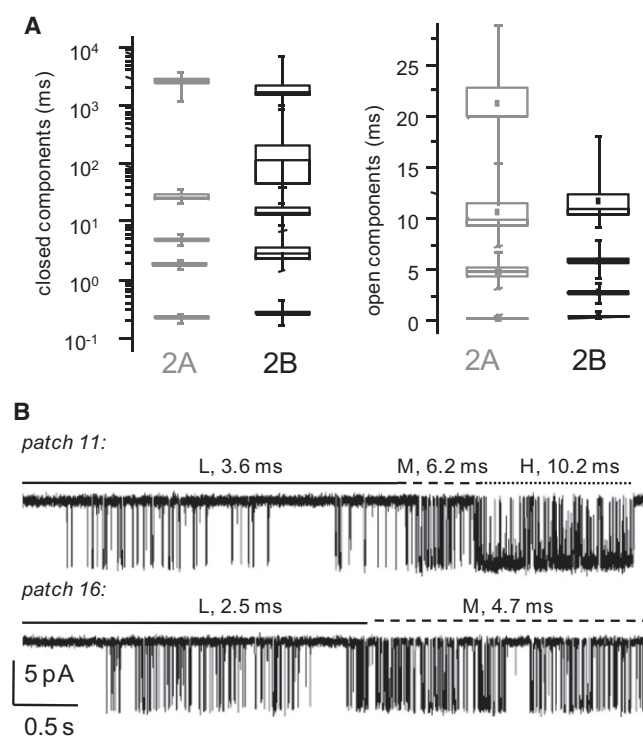 A
closed components (ms)
10⁴
10³
10²
10¹
10⁰
10⁻¹
2A
2B
open components (ms)
25
20
15
10
5
0
2A
2B
B
patch 11:
L, 3.6 ms
M, 6.2 ms
H, 10.2 ms
patch 16:
L, 2.5 ms
M, 4.7 ms
5 pA
0.5 s